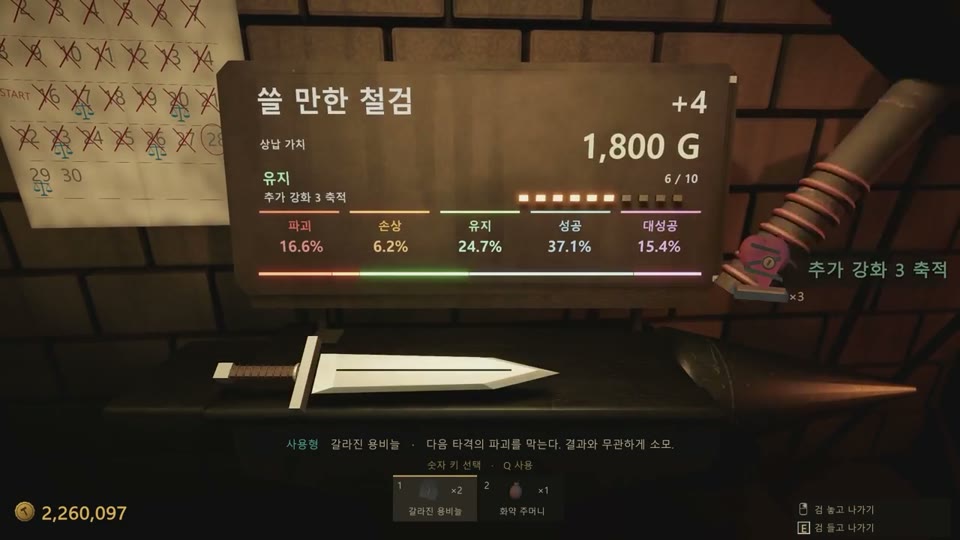 START
28
29 30
쓸 만한 철검 +4
상납 가치 1,800 G
유지 6 / 10
추가 강화 3 축적
파괴 손상 유지 성공 대성공
16.6% 6.2% 24.7% 37.1% 15.4%
추가 강화 3 축적
×3
사용형 갈라진 용비늘 · 다음 타격의 파괴를 막는다. 결과와 무관하게 소모.
숫자 키 선택 · Q 사용
1 ×2 2 ×1
갈라진 용비늘 화약 주머니
2,260,097
검 놓고 나가기
E 검 들고 나가기